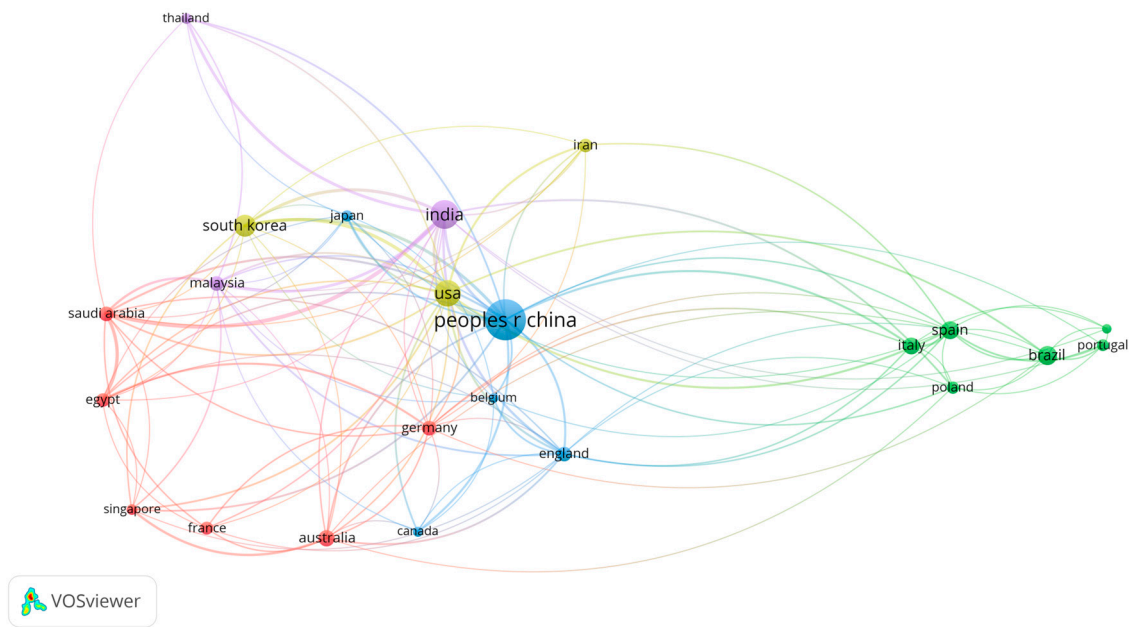 thailand
iran
india
japan
south korea
malaysia
usa
saudi arabia
peoples r china
spain
italy
portugal
brazil
poland
belgium
egypt
germany
england
singapore
france
canada
australia
VOSviewer